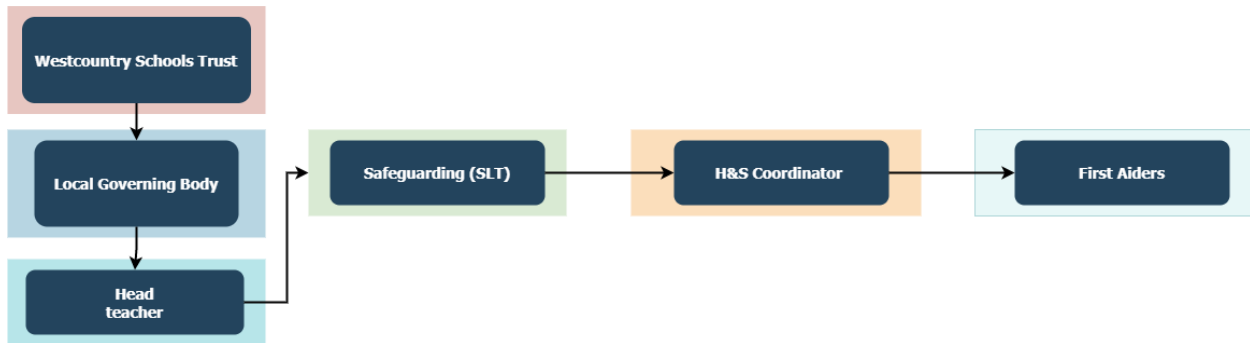 Westcountry Schools Trust
Local Governing Body
Head
teacher
Safeguarding (SLT)
H&S Coordinator
First Aiders